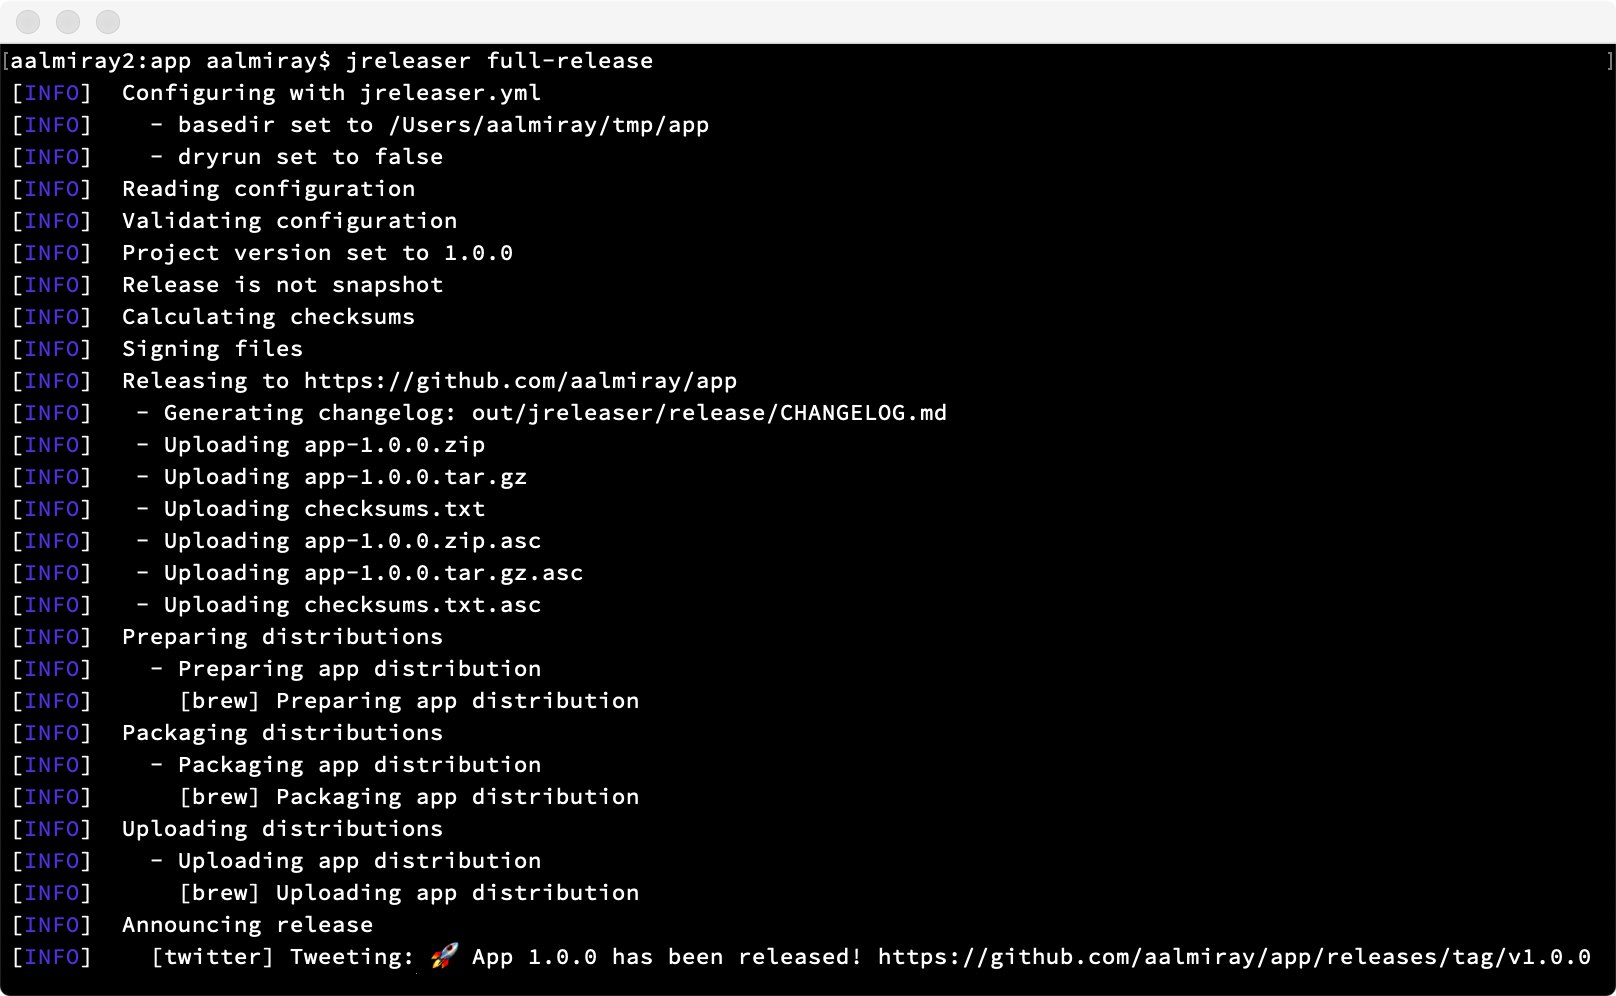 [aalmiray2:app aalmiray$ jreleaser full-release ]
[INFO]  Configuring with jreleaser.yml
[INFO]    - basedir set to /Users/aalmiray/tmp/app
[INFO]    - dryrun set to false
[INFO]  Reading configuration
[INFO]  Validating configuration
[INFO]  Project version set to 1.0.0
[INFO]  Release is not snapshot
[INFO]  Calculating checksums
[INFO]  Signing files
[INFO]  Releasing to https://github.com/aalmiray/app
[INFO]   - Generating changelog: out/jreleaser/release/CHANGELOG.md
[INFO]   - Uploading app-1.0.0.zip
[INFO]   - Uploading app-1.0.0.tar.gz
[INFO]   - Uploading checksums.txt
[INFO]   - Uploading app-1.0.0.zip.asc
[INFO]   - Uploading app-1.0.0.tar.gz.asc
[INFO]   - Uploading checksums.txt.asc
[INFO]  Preparing distributions
[INFO]    - Preparing app distribution
[INFO]      [brew] Preparing app distribution
[INFO]  Packaging distributions
[INFO]    - Packaging app distribution
[INFO]      [brew] Packaging app distribution
[INFO]  Uploading distributions
[INFO]    - Uploading app distribution
[INFO]      [brew] Uploading app distribution
[INFO]  Announcing release
[INFO]    [twitter] Tweeting: 🚀 App 1.0.0 has been released! https://github.com/aalmiray/app/releases/tag/v1.0.0